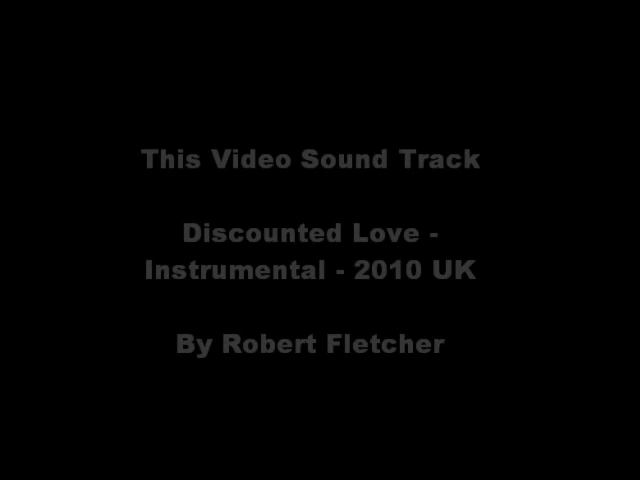 This Video Sound Track
Discounted Love -
Instrumental - 2010 UK
By Robert Fletcher